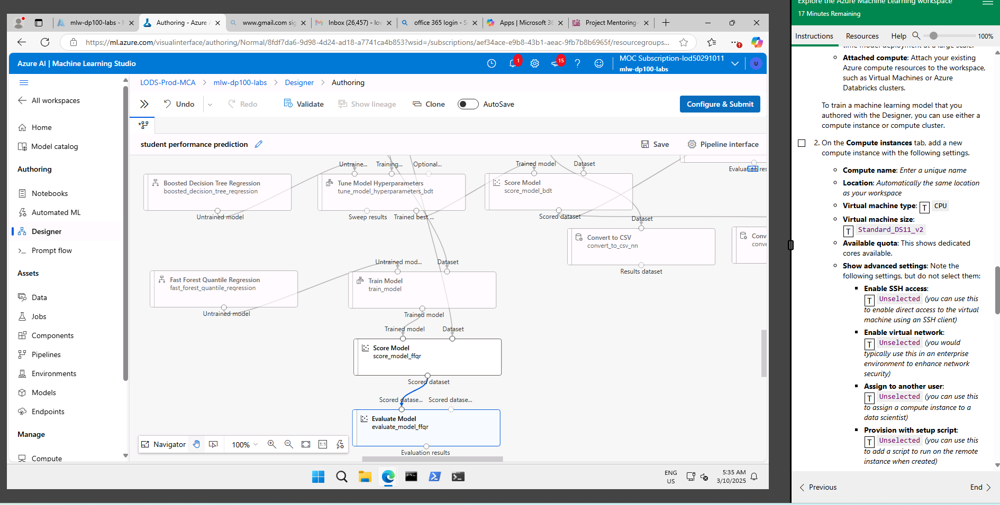 mlw-dp100-labs -
Authoring - Azure
www.gmail.com sig
Inbox (26,457) - lov
office 365 login - S
Apps | Microsoft 36
Project Mentoring-
https://ml.azure.com/visualinterface/authoring/Normal/8fdf7da6-9d98-4d24-ad18-a7741ca4b853?wsid=/subscriptions/aef34ace-e9b8-43b1-aeac-9fb7b8b6965f/resourcegroups...
Azure AI | Machine Learning Studio
1
15
MOC Subscription-lod50291011
mlw-dp100-labs
U
All workspaces
Home
Model catalog
Authoring
Notebooks
Automated ML
Designer
Prompt flow
Assets
Data
Jobs
Components
Pipelines
Environments
Models
Endpoints
Manage
Compute
LODS-Prod-MCA > mlw-dp100-labs > Designer > Authoring
Undo
Redo
Validate
Show lineage
Clone
AutoSave
Configure & Submit
student performance prediction
Save
Pipeline interface
Untraine...
Training...
Optional...
Trained model
Dataset
Evaluation res
Boosted Decision Tree Regression
boosted_decision_tree_regression
Untrained model
Tune Model Hyperparameters
tune_model_hyperparameters_bdt
Sweep results
Trained best ...
Score Model
score_model_bdt
Scored dataset
Dataset
Convert to CSV
convert_to_csv_nn
Results dataset
Conv
conve
Untrained mod...
Dataset
Fast Forest Quantile Regression
fast_forest_quantile_regression
Untrained model
Train Model
train_model
Trained model
Trained model
Dataset
Score Model
score_model_ffqr
Scored dataset
Scored datase...
Scored datase...
Evaluate Model
evaluate_model_ffqr
Evaluation results
Navigator
100%
1:1
ENG
US
5:35 AM
3/10/2025
Explore the Azure Machine Learning workspace
17 Minutes Remaining
Instructions
Resources
Help
100%
time model deployment at a large scale.
Attached compute: Attach your existing
Azure compute resources to the workspace,
such as Virtual Machines or Azure
Databricks clusters.
To train a machine learning model that you
authored with the Designer, you can use either a
compute instance or compute cluster.
2. On the Compute instances tab, add a new
compute instance with the following settings.
Compute name: Enter a unique name
Location: Automatically the same location
as your workspace
Virtual machine type: T CPU
Virtual machine size:
T Standard_DS11_v2
Available quota: This shows dedicated
cores available.
Show advanced settings: Note the
following settings, but do not select them:
Enable SSH access:
T Unselected (you can use this
to enable direct access to the virtual
machine using an SSH client)
Enable virtual network:
T Unselected (you would
typically use this in an enterprise
environment to enhance network
security)
Assign to another user:
T Unselected (you can use this
to assign a compute instance to a
data scientist)
Provision with setup script:
T Unselected (you can use this
to add a script to run on the remote
instance when created)
Previous
End